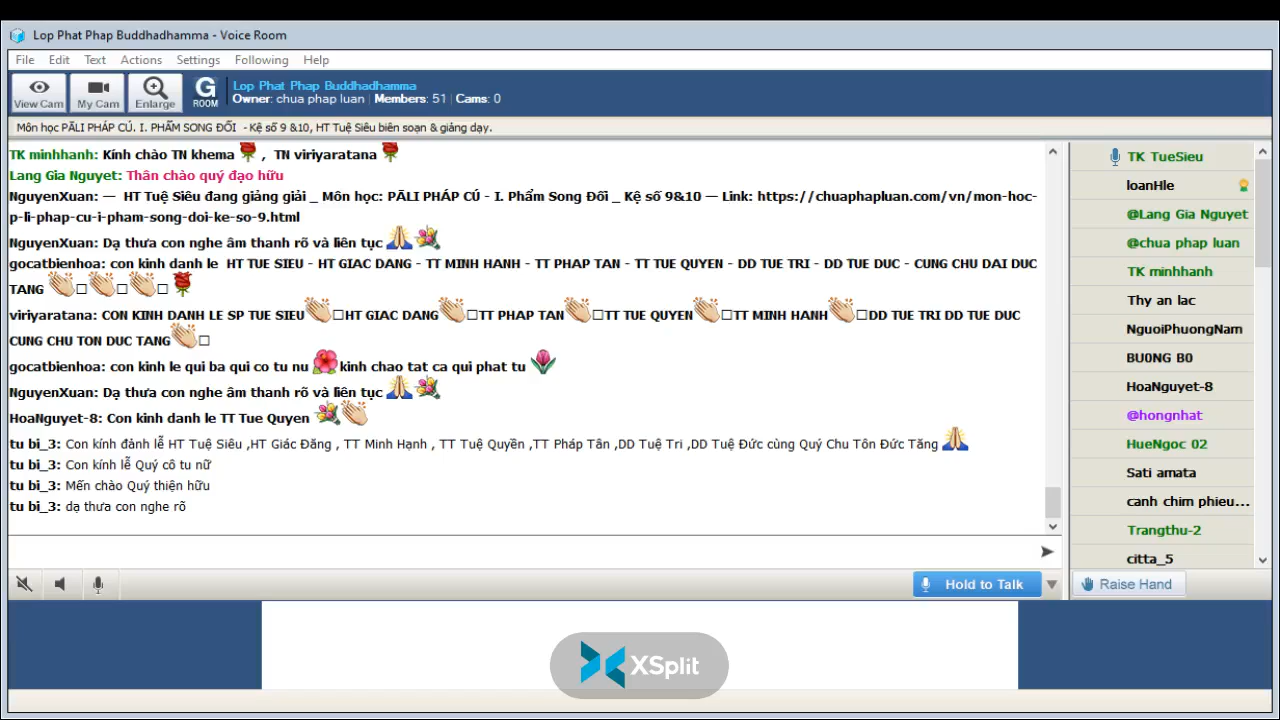 Lop Phat Phap Buddhadhamma - Voice Room
File Edit Text Actions Settings Following Help
View Cam My Cam Enlarge G ROOM
Lop Phat Phap Buddhadhamma
Owner: chua phap luan | Members: 51 | Cams: 0
Môn học PĀLI PHÁP CÚ. I. PHẨM SONG ĐỐI - Kệ số 9 &10, HT Tuệ Siêu biên soạn & giảng dạy.
TK minhhanh: Kính chào TN khema , TN viriyaratana
Lang Gia Nguyet: Thân chào quý đạo hữu
NguyenXuan: — HT Tuệ Siêu đang giảng giải _ Môn học: PĀLI PHÁP CÚ - I. Phẩm Song Đối _ Kệ số 9&10 — Link: https://chuaphapluan.com/vn/mon-hoc-
p-li-phap-cu-i-pham-song-doi-ke-so-9.html
NguyenXuan: Dạ thưa con nghe âm thanh rõ và liên tục
gocatbienhoa: con kinh danh le HT TUE SIEU - HT GIAC DANG - TT MINH HANH - TT PHAP TAN - TT TUE QUYEN - DD TUE TRI - DD TUE DUC - CUNG CHU DAI DUC
TANG
viriyaratana: CON KINH DANH LE SP TUE SIEU HT GIAC DANG TT PHAP TAN TT TUE QUYEN TT MINH HANH DD TUE TRI DD TUE DUC
CUNG CHU TON DUC TANG
gocatbienhoa: con kinh le qui ba qui co tu nu kinh chao tat ca qui phat tu
NguyenXuan: Dạ thưa con nghe âm thanh rõ và liên tục
HoaNguyet-8: Con kinh danh le TT Tue Quyen
tu bi_3: Con kính đảnh lễ HT Tuệ Siêu ,HT Giác Đăng , TT Minh Hạnh , TT Tuệ Quyền ,TT Pháp Tân ,DD Tuệ Tri ,DD Tuệ Đức cùng Quý Chu Tôn Đức Tăng
tu bi_3: Con kính lễ Quý cô tu nữ
tu bi_3: Mến chào Quý thiện hữu
tu bi_3: dạ thưa con nghe rõ
TK TueSieu
loanHle
@Lang Gia Nguyet
@chua phap luan
TK minhhanh
Thy an lac
NguoiPhuongNam
BU0NG B0
HoaNguyet-8
@hongnhat
HueNgoc 02
Sati amata
canh chim phieu...
Trangthu-2
citta_5
Hold to Talk
Raise Hand
XSplit